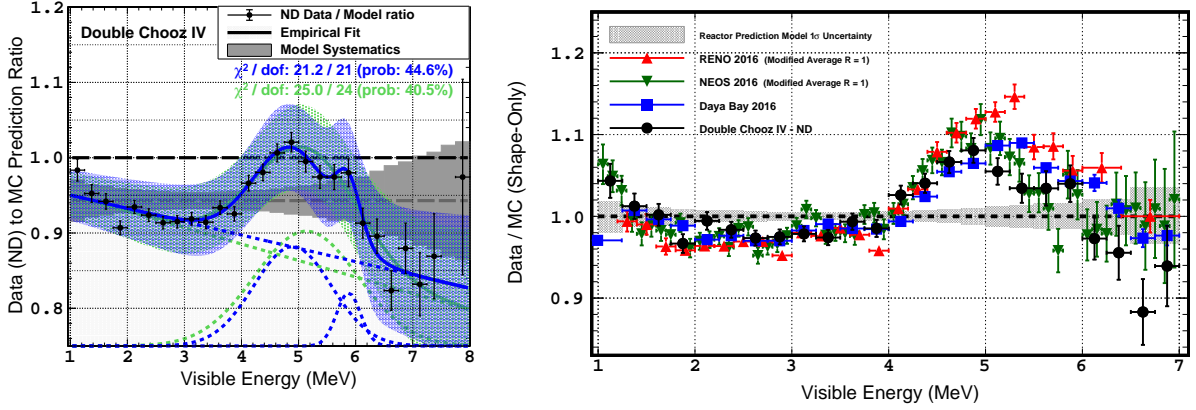 Double Chooz IV
ND Data / Model ratio
Empirical Fit
Model Systematics
χ² / dof: 21.2 / 21 (prob: 44.6%)
χ² / dof: 25.0 / 24 (prob: 40.5%)
Data (ND) to MC Prediction Ratio
1.2
1.1
1.0
0.9
0.8
1 2 3 4 5 6 7 8
Visible Energy (MeV)
Reactor Prediction Model 1σ Uncertainty
RENO 2016 (Modified Average R = 1)
NEOS 2016 (Modified Average R = 1)
Daya Bay 2016
Double Chooz IV - ND
Data / MC (Shape-Only)
1.2
1.1
1.0
0.9
1 2 3 4 5 6 7
Visible Energy (MeV)